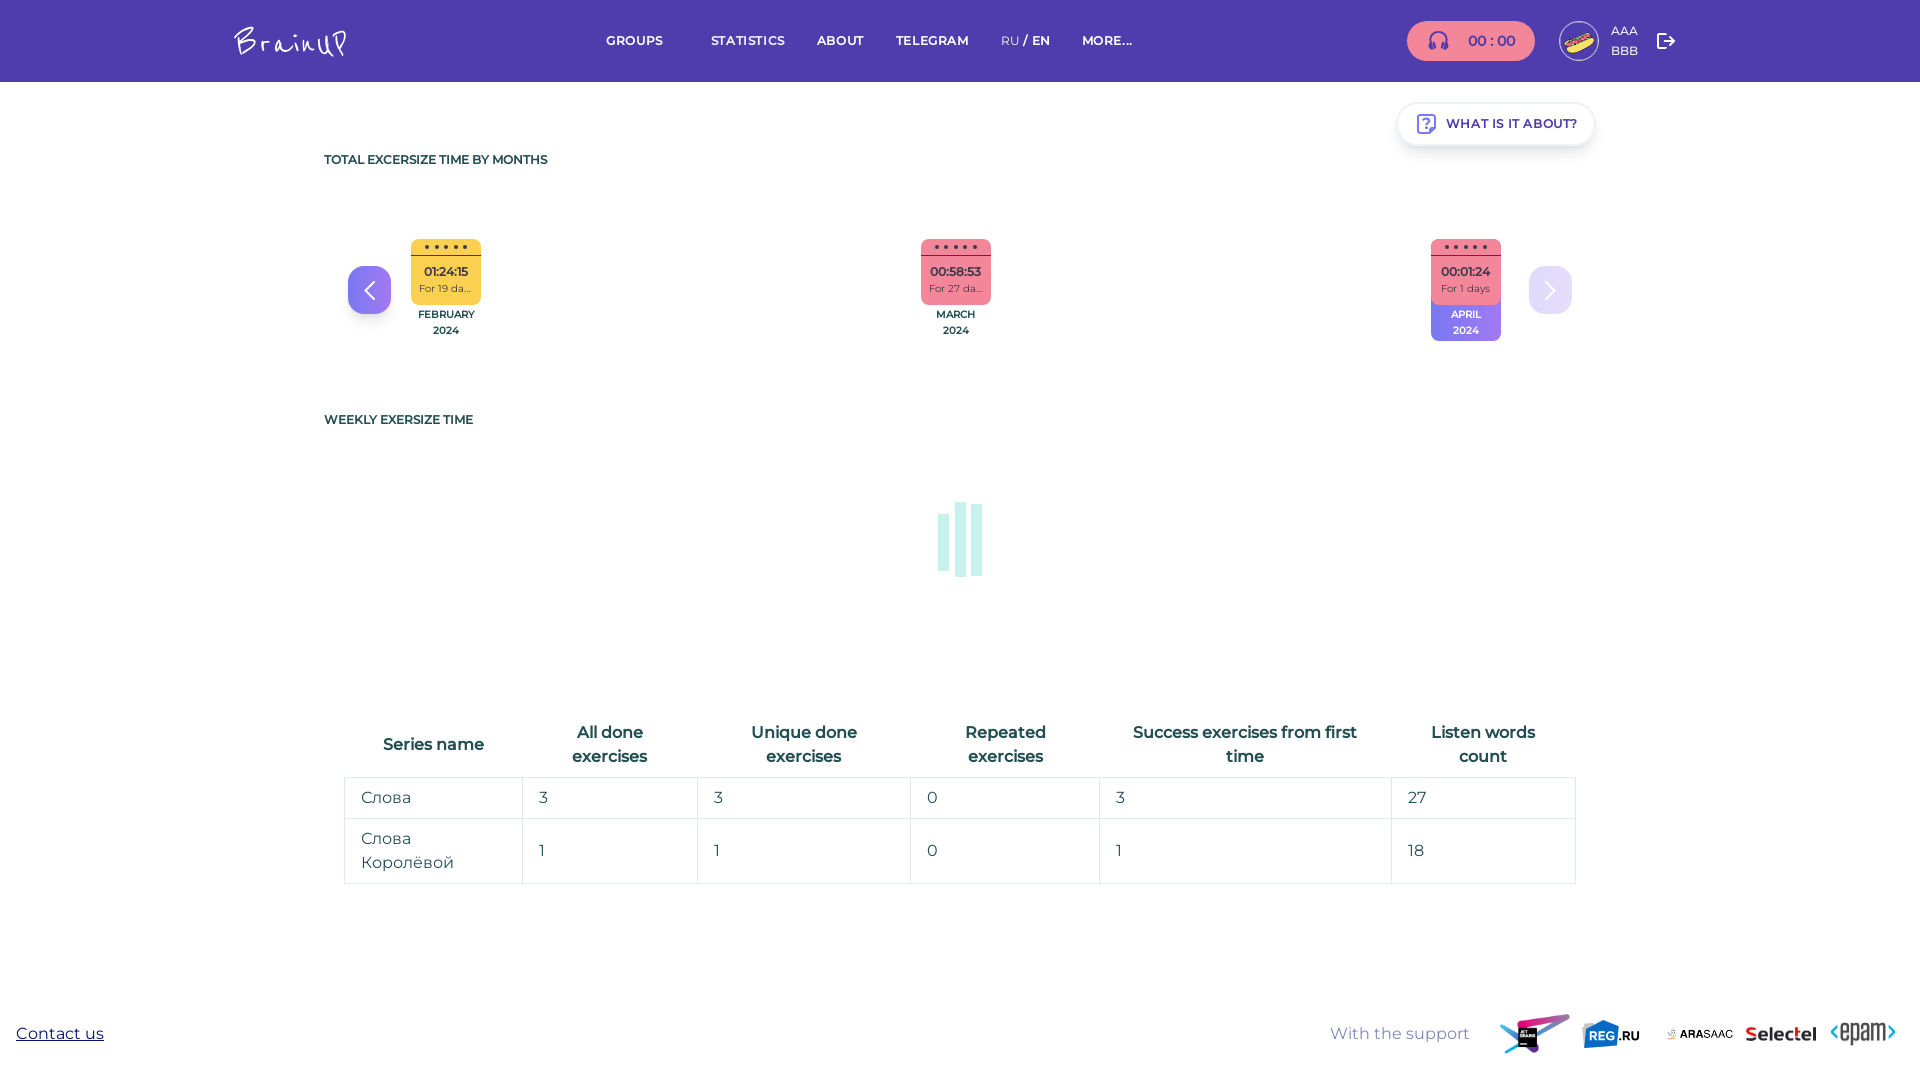 BrainUP
GROUPS
STATISTICS
ABOUT
TELEGRAM
RU / EN
MORE...
00 : 00
AAA
BBB
WHAT IS IT ABOUT?
TOTAL EXCERSIZE TIME BY MONTHS
01:24:15
For 19 da...
FEBRUARY
2024
00:58:53
For 27 da...
MARCH
2024
00:01:24
For 1 days
APRIL
2024
WEEKLY EXERSIZE TIME
Series name
All done
exercises
Unique done
exercises
Repeated
exercises
Success exercises from first
time
Listen words
count
Слова
3
3
0
3
27
Слова
Королёвой
1
1
0
1
18
Contact us
With the support
JET
BRAINS
REG.RU
ARASAAC
Selectel
<epam>